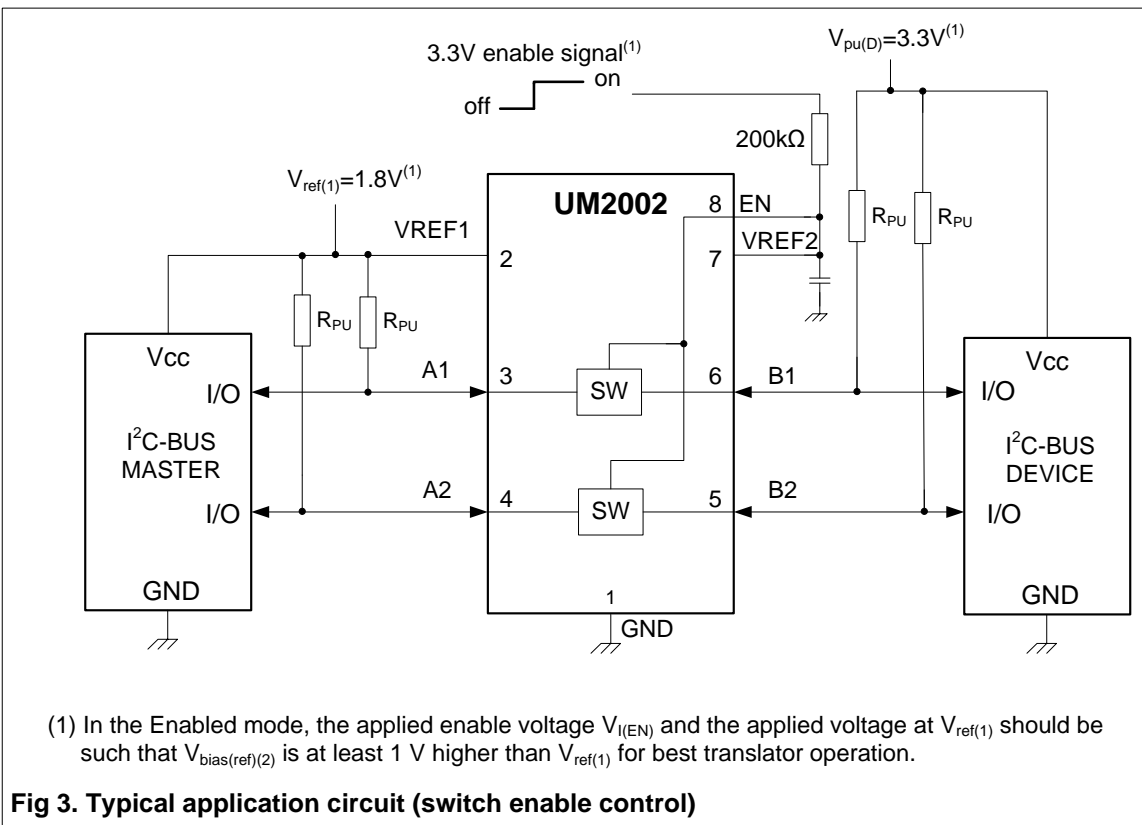 3.3V enable signal(1)
off
on
Vpu(D)=3.3V(1)
200kΩ
Vref(1)=1.8V(1)
UM2002
8 EN
RPU
RPU
VREF1
2
7
VREF2
RPU
RPU
Vcc
I/O
A1
3
SW
6
B1
Vcc
I/O
I2C-BUS
MASTER
I2C-BUS
DEVICE
I/O
A2
4
SW
5
B2
I/O
GND
1
GND
GND
(1) In the Enabled mode, the applied enable voltage VI(EN) and the applied voltage at Vref(1) should be
such that Vbias(ref)(2) is at least 1 V higher than Vref(1) for best translator operation.
Fig 3. Typical application circuit (switch enable control)